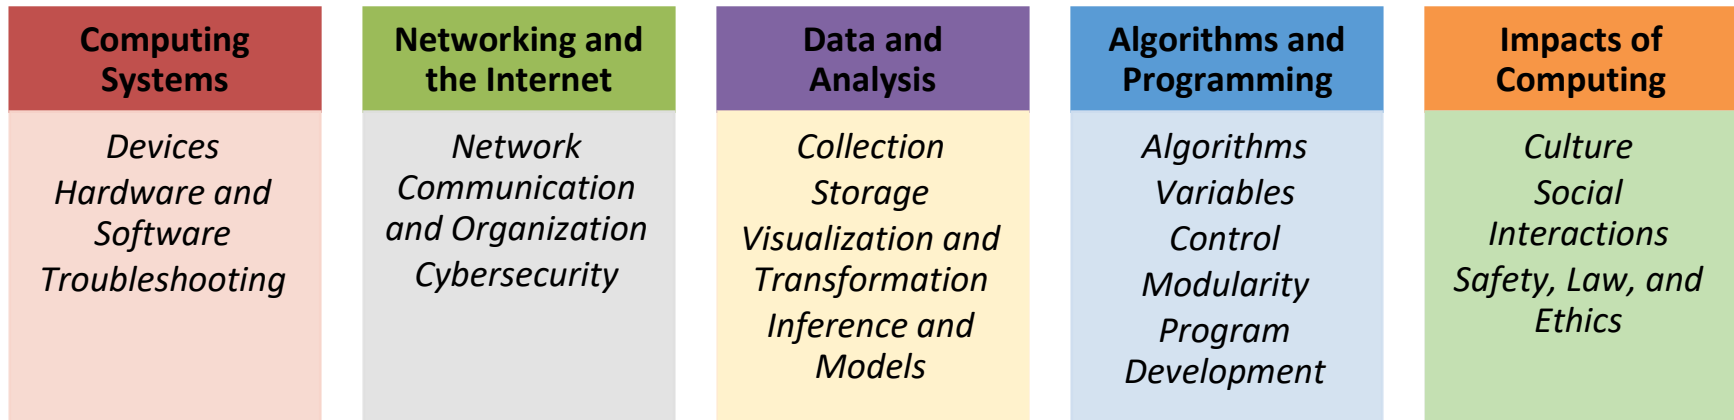 Computing
Systems
Devices
Hardware and
Software
Troubleshooting
Networking and
the Internet
Network
Communication
and Organization
Cybersecurity
Data and
Analysis
Collection
Storage
Visualization and
Transformation
Inference and
Models
Algorithms and
Programming
Algorithms
Variables
Control
Modularity
Program
Development
Impacts of
Computing
Culture
Social
Interactions
Safety, Law, and
Ethics